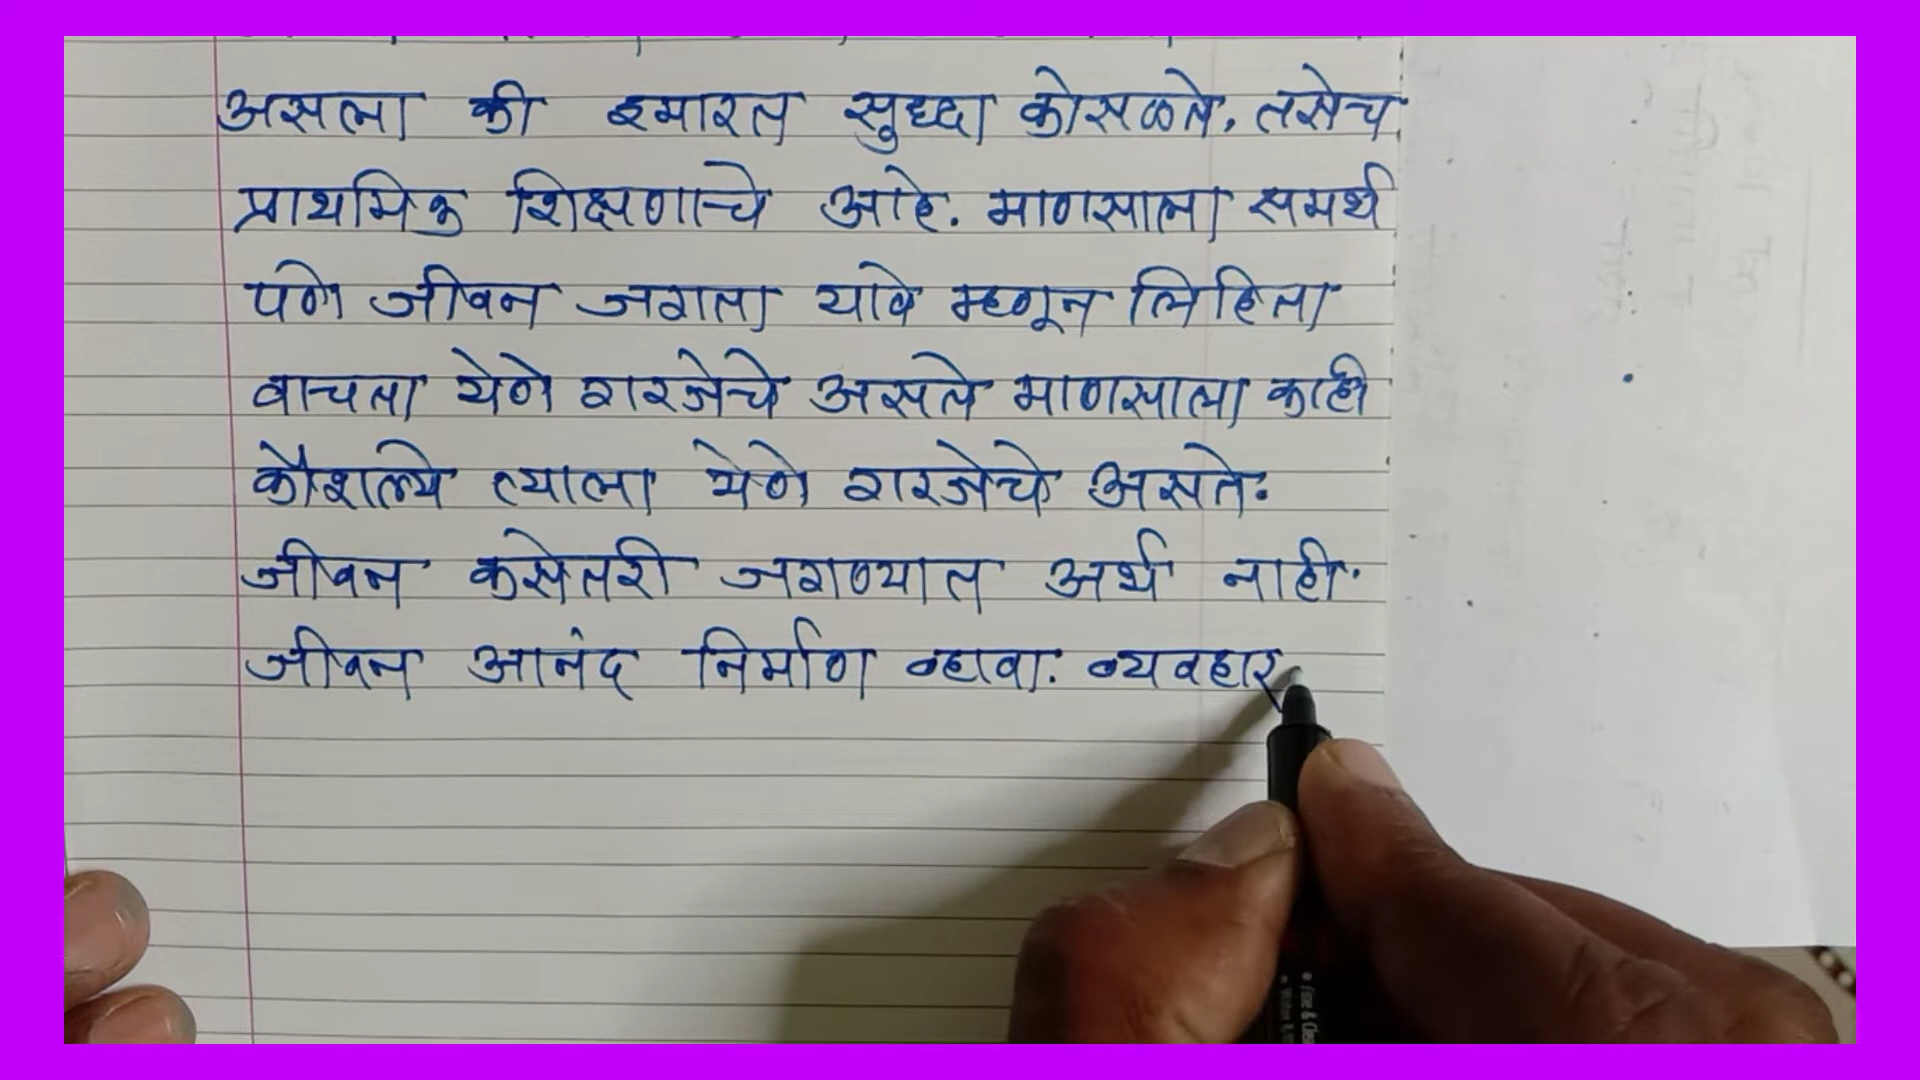 असला की इमारत सुध्दा कोसळते. तसेच
प्राथमिक शिक्षणाचे आहे. माणसाला समर्थ
पणे जीवन जगता यावे म्हणून लिहिता
वाचता येणे गरजेचे असते माणसाला काही
कौशल्ये त्याला येणे गरजेचे असते.
जीवन कसेतरी जगण्यात अर्थ नाही.
जीवन आनंद निर्माण व्हावा. व्यवहार